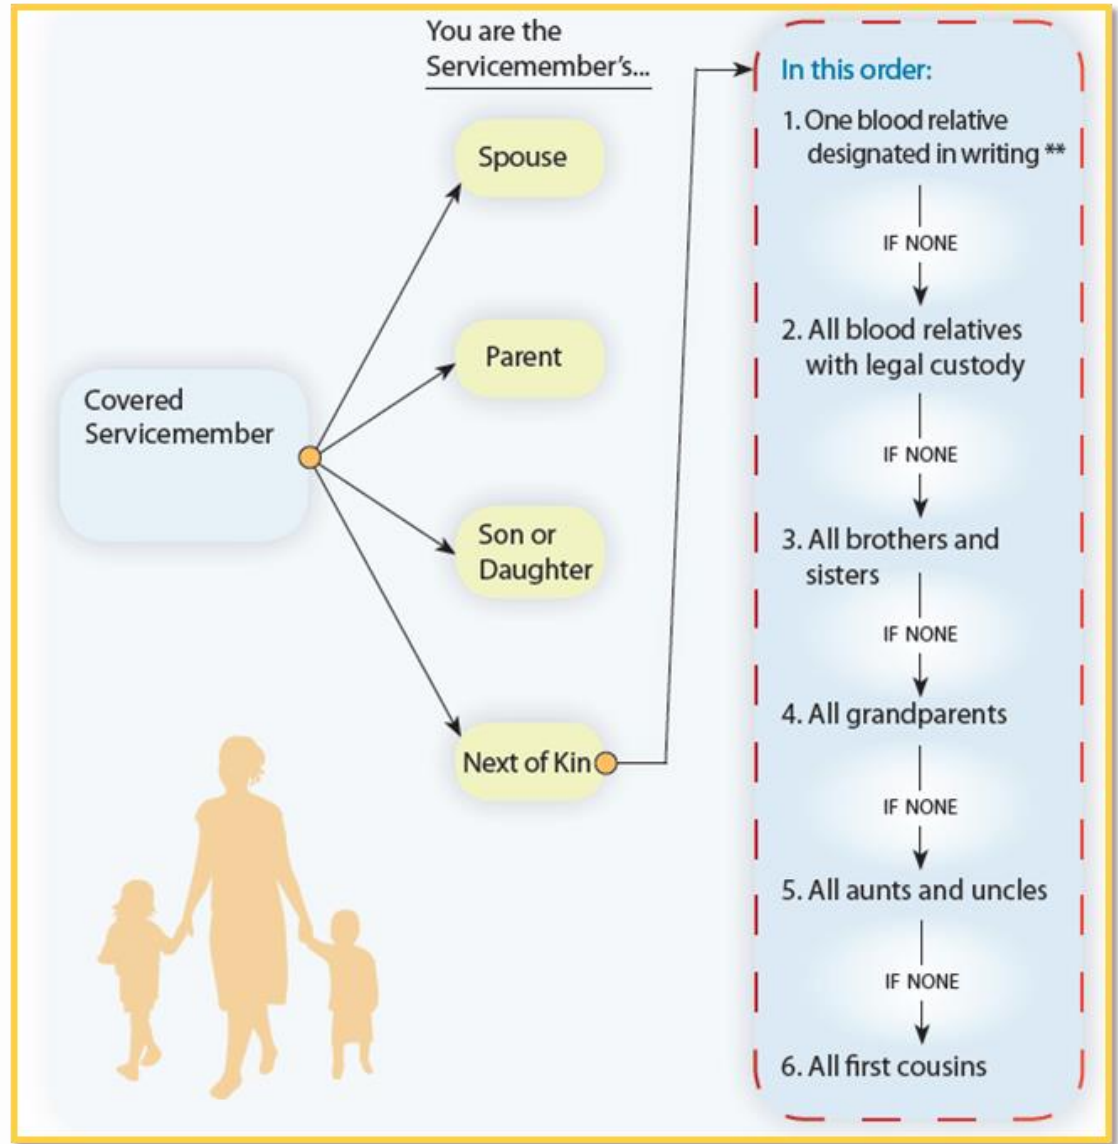 You are the
Servicemember's...
Spouse
Parent
Covered
Servicemember
Son or
Daughter
Next of Kin
In this order:
1. One blood relative
designated in writing **
IF NONE
2. All blood relatives
with legal custody
IF NONE
3. All brothers and
sisters
IF NONE
4. All grandparents
IF NONE
5. All aunts and uncles
IF NONE
6. All first cousins